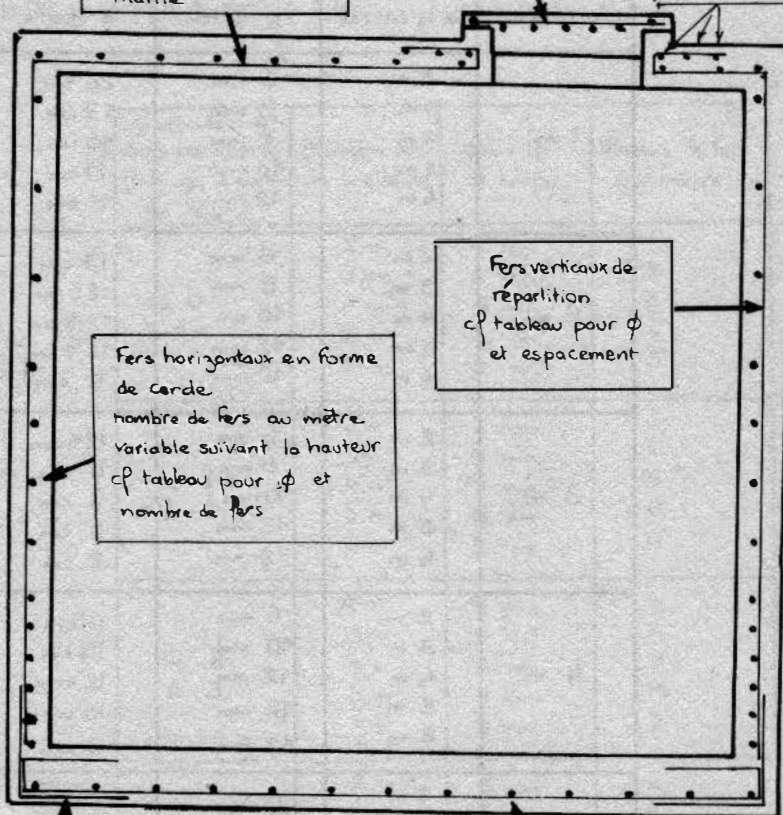 maille
Fers verticaux de
répartition
cf tableau pour ϕ
et espacement
Fers horizontaux en forme
de cercle
nombre de fers au mètre
variable suivant la hauteur
cf tableau pour ϕ et
nombre de fers